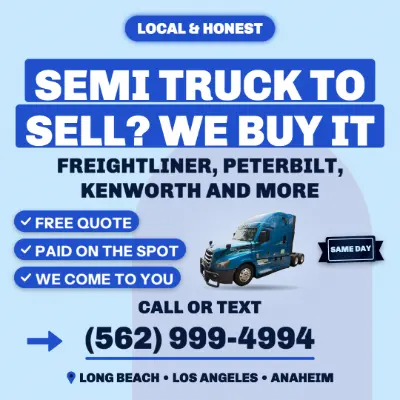 LOCAL & HONEST
SEMI TRUCK TO
SELL? WE BUY IT
FREIGHTLINER, PETERBILT,
KENWORTH AND MORE
FREE QUOTE
PAID ON THE SPOT
WE COME TO YOU
SAME DAY
CALL OR TEXT
(562) 999-4994
LONG BEACH • LOS ANGELES • ANAHEIM